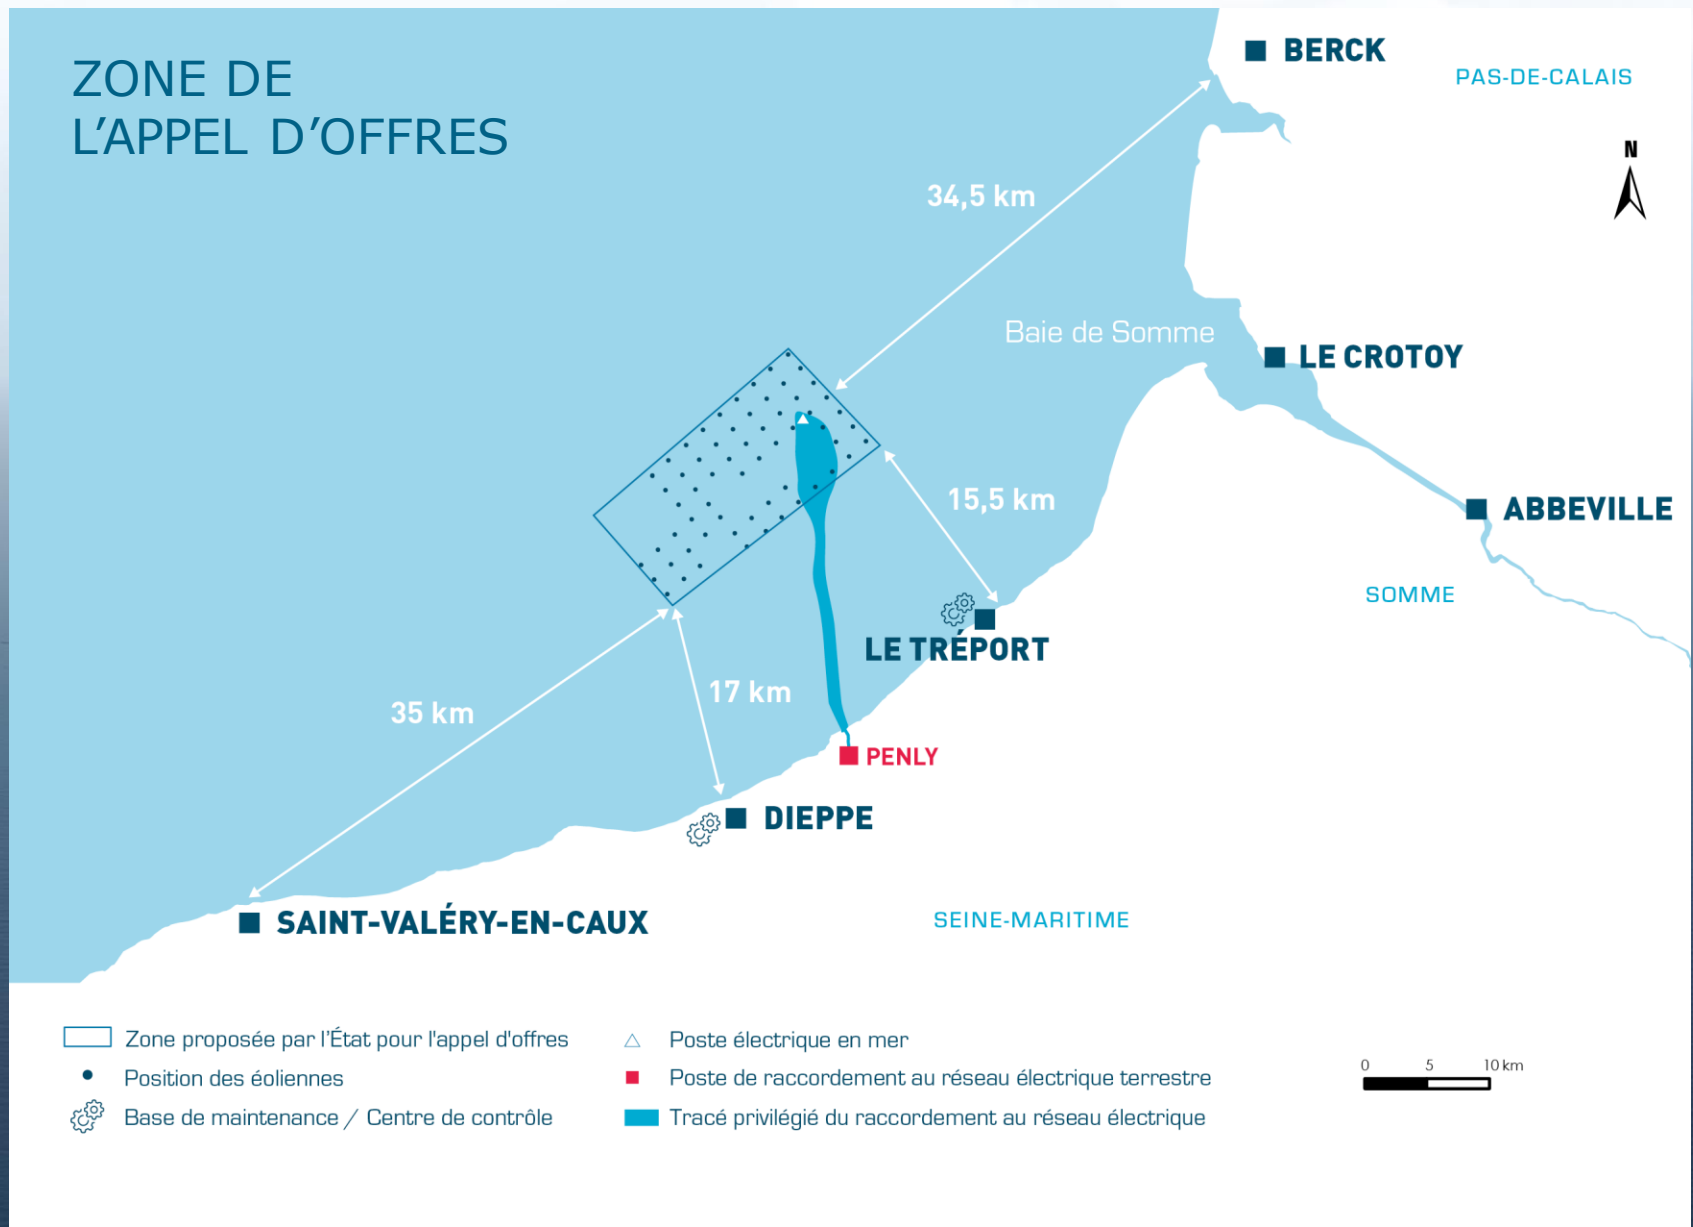 ZONE DE
L'APPEL D'OFFRES
BERCK
PAS-DE-CALAIS
N
34,5 km
Baie de Somme
LE CROTOY
15,5 km
ABBEVILLE
SOMME
LE TRÉPORT
17 km
35 km
PENLY
DIEPPE
SAINT-VALÉRY-EN-CAUX
SEINE-MARITIME
Zone proposée par l'État pour l'appel d'offres
Position des éoliennes
Base de maintenance / Centre de contrôle
Poste électrique en mer
Poste de raccordement au réseau électrique terrestre
Tracé privilégié du raccordement au réseau électrique
0 5 10 km